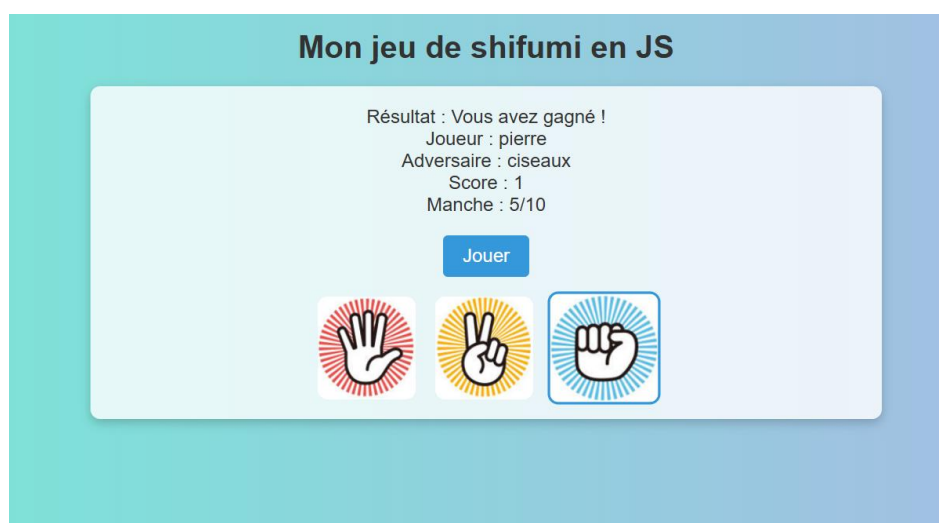 Mon jeu de shifumi en JS
Résultat : Vous avez gagné !
Joueur : pierre
Adversaire : ciseaux
Score : 1
Manche : 5/10
Jouer